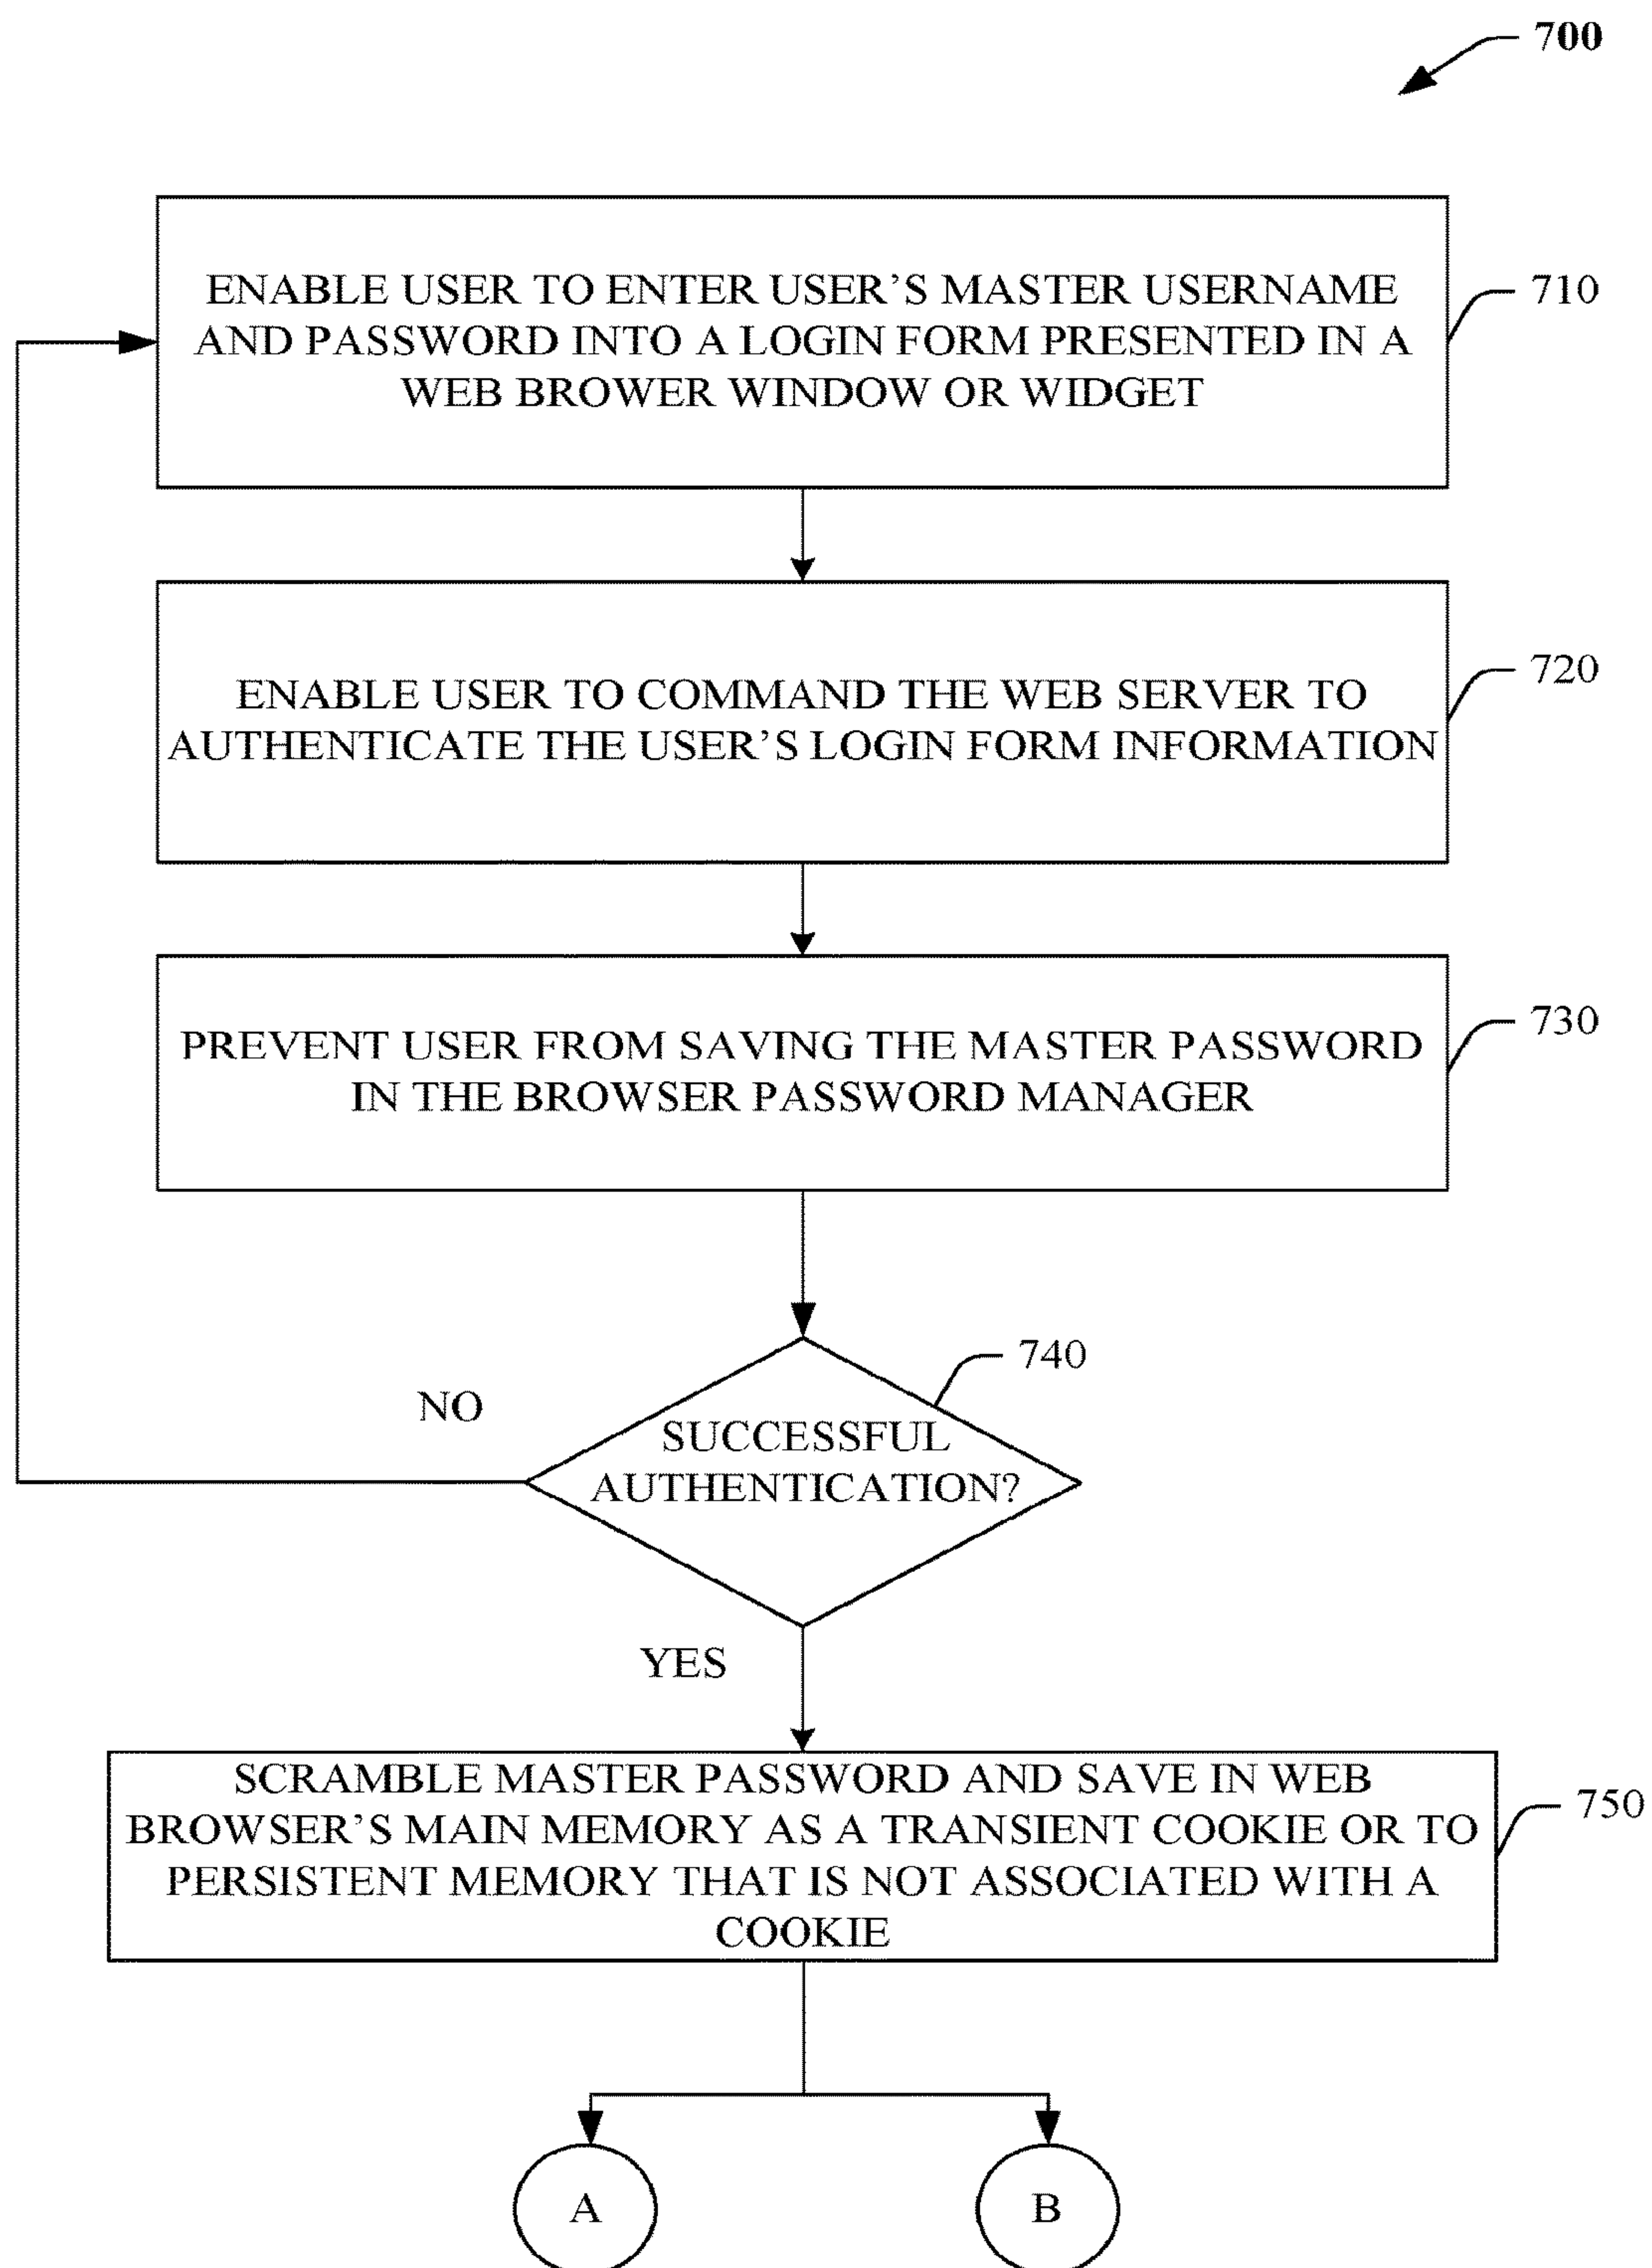 700
ENABLE USER TO ENTER USER'S MASTER USERNAME
AND PASSWORD INTO A LOGIN FORM PRESENTED IN A
WEB BROWER WINDOW OR WIDGET
710
ENABLE USER TO COMMAND THE WEB SERVER TO
AUTHENTICATE THE USER'S LOGIN FORM INFORMATION
720
PREVENT USER FROM SAVING THE MASTER PASSWORD
IN THE BROWSER PASSWORD MANAGER
730
740
NO
SUCCESSFUL
AUTHENTICATION?
YES
SCRAMBLE MASTER PASSWORD AND SAVE IN WEB
BROWSER'S MAIN MEMORY AS A TRANSIENT COOKIE OR TO
PERSISTENT MEMORY THAT IS NOT ASSOCIATED WITH A
COOKIE
750
A
B